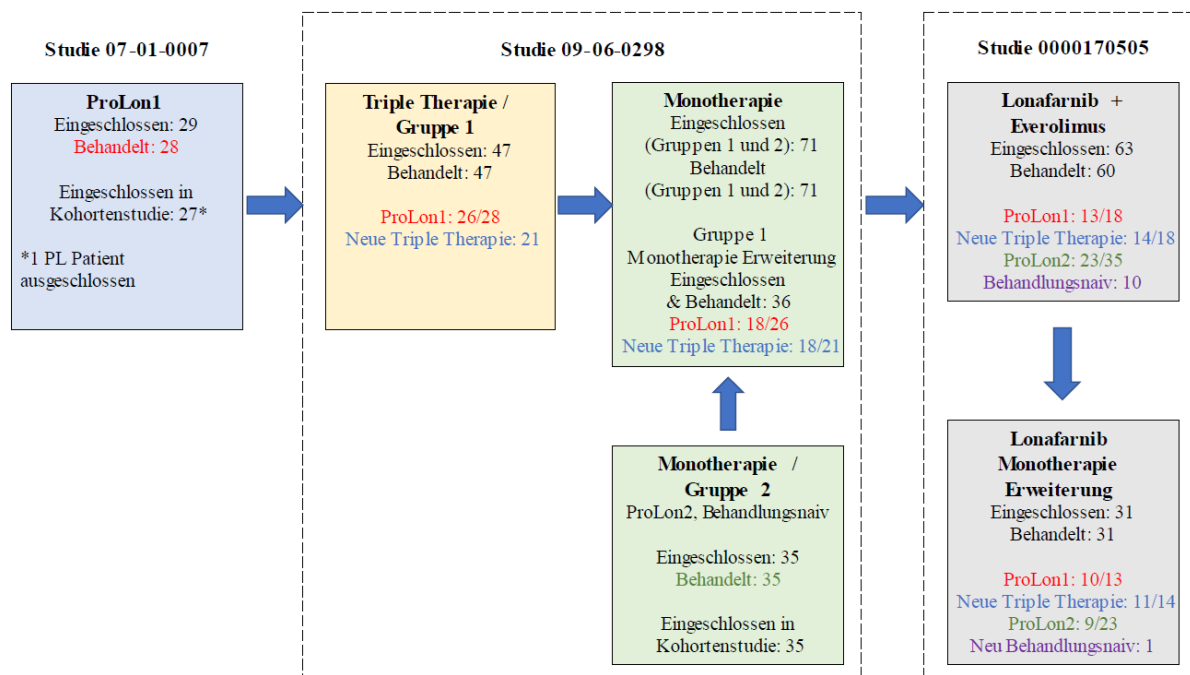 Studie 07-01-0007
ProLon1
Eingeschlossen: 29
Behandelt: 28
Eingeschlossen in
Kohortenstudie: 27*
*1 PL Patient
ausgeschlossen
Studie 09-06-0298
Triple Therapie /
Gruppe 1
Eingeschlossen: 47
Behandelt: 47
ProLon1: 26/28
Neue Triple Therapie: 21
Monotherapie
Eingeschlossen
(Gruppen 1 und 2): 71
Behandelt
(Gruppen 1 und 2): 71
Gruppe 1
Monotherapie Erweiterung
Eingeschlossen
& Behandelt: 36
ProLon1: 18/26
Neue Triple Therapie: 18/21
Monotherapie /
Gruppe 2
ProLon2, Behandlungsnaiv
Eingeschlossen: 35
Behandelt: 35
Eingeschlossen in
Kohortenstudie: 35
Studie 0000170505
Lonafarnib +
Everolimus
Eingeschlossen: 63
Behandelt: 60
ProLon1: 13/18
Neue Triple Therapie: 14/18
ProLon2: 23/35
Behandlungsnaiv: 10
Lonafarnib
Monotherapie
Erweiterung
Eingeschlossen: 31
Behandelt: 31
ProLon1: 10/13
Neue Triple Therapie: 11/14
ProLon2: 9/23
Neu Behandlungsnaiv: 1